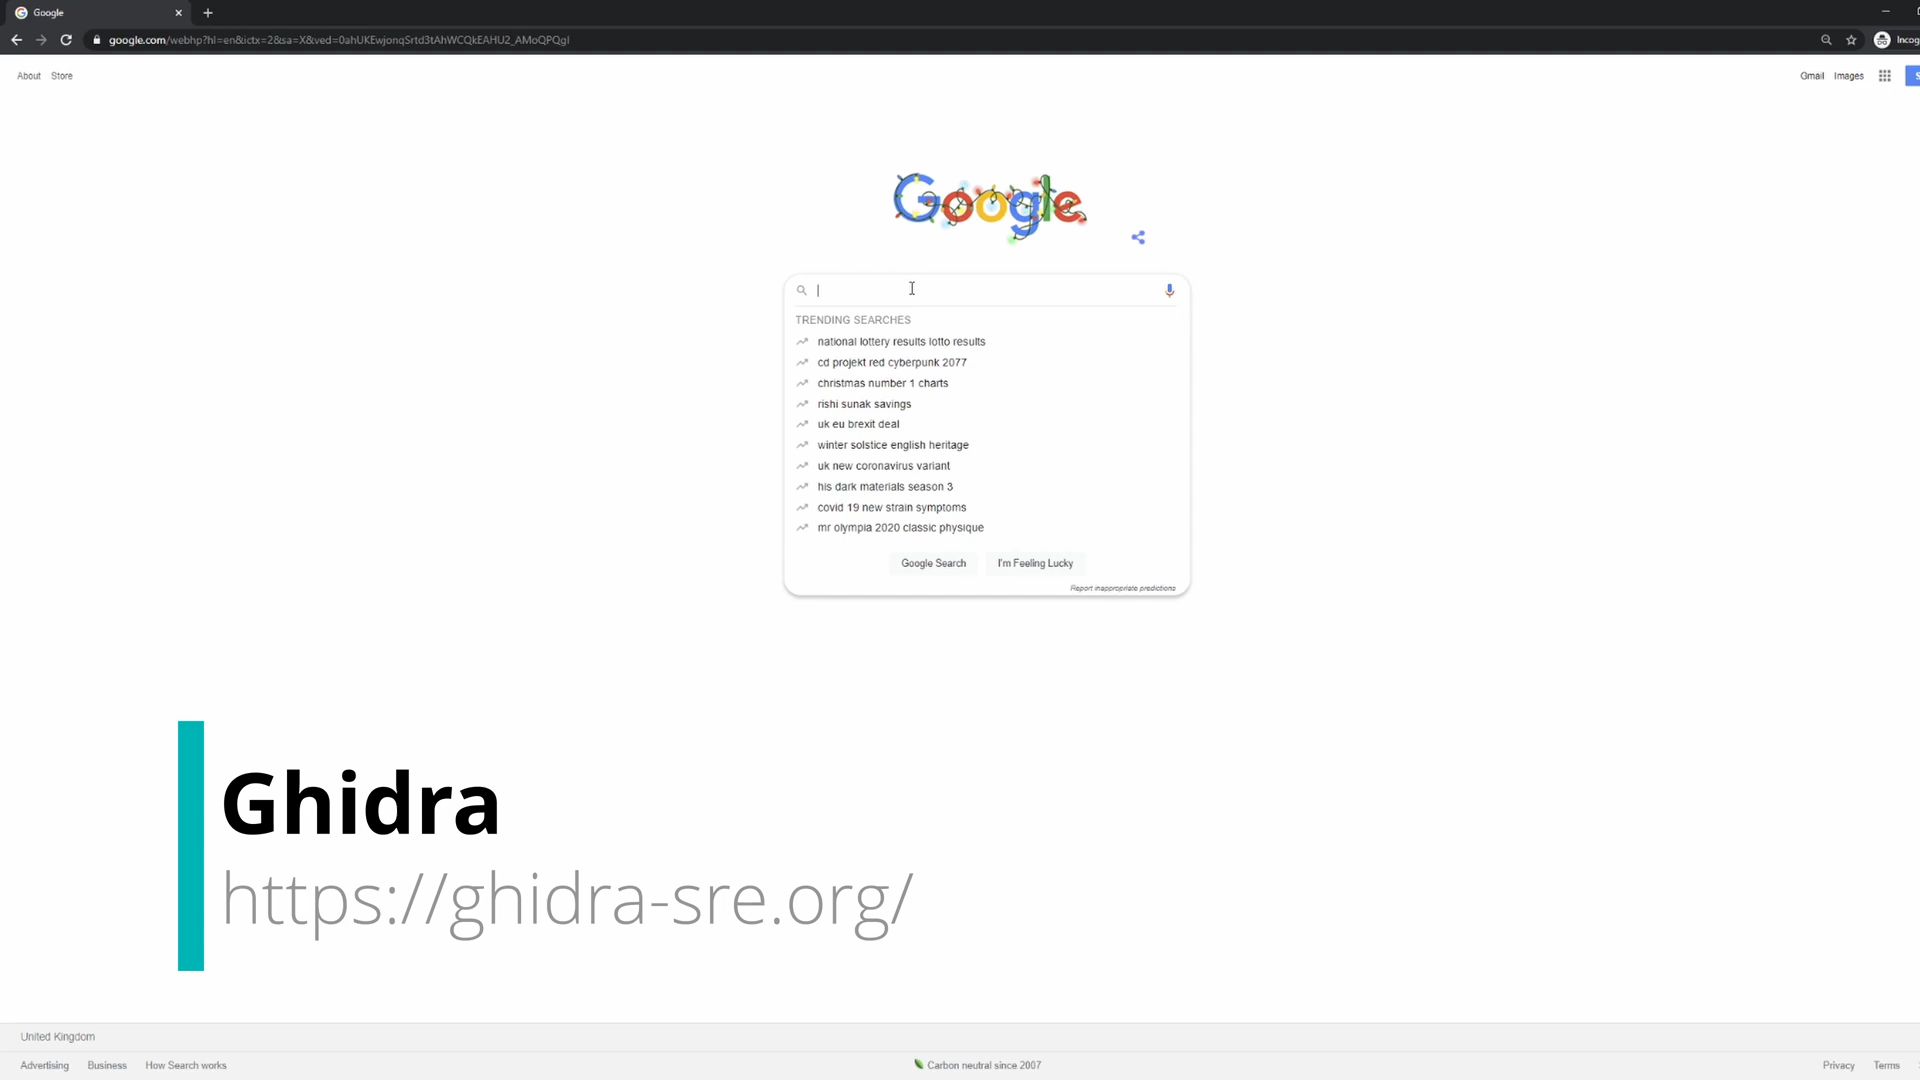 Google
google.com/webhp?hl=en&ictx=2&sa=X&ved=0ahUKEwjonqSrtd3tAhWCQkEAHU2_AMoQPQgI
Incog
About Store
Gmail Images
Google
TRENDING SEARCHES
national lottery results lotto results
cd projekt red cyberpunk 2077
christmas number 1 charts
rishi sunak savings
uk eu brexit deal
winter solstice english heritage
uk new coronavirus variant
his dark materials season 3
covid 19 new strain symptoms
mr olympia 2020 classic physique
Google Search I'm Feeling Lucky
Report inappropriate predictions
Ghidra
https://ghidra-sre.org/
United Kingdom
Advertising Business How Search works Carbon neutral since 2007 Privacy Terms